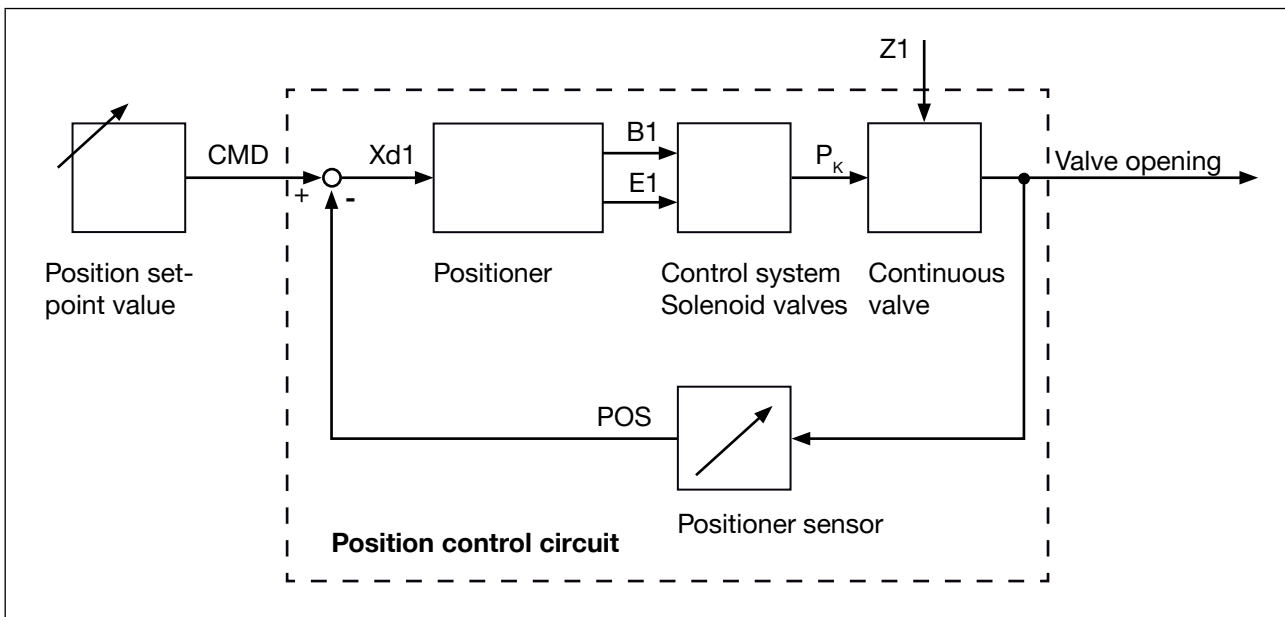 Z1
CMD
+
-
Xd1
B1
E1
PK
Valve opening
Position set-
point value
Positioner
Control system
Solenoid valves
Continuous
valve
POS
Positioner sensor
Position control circuit